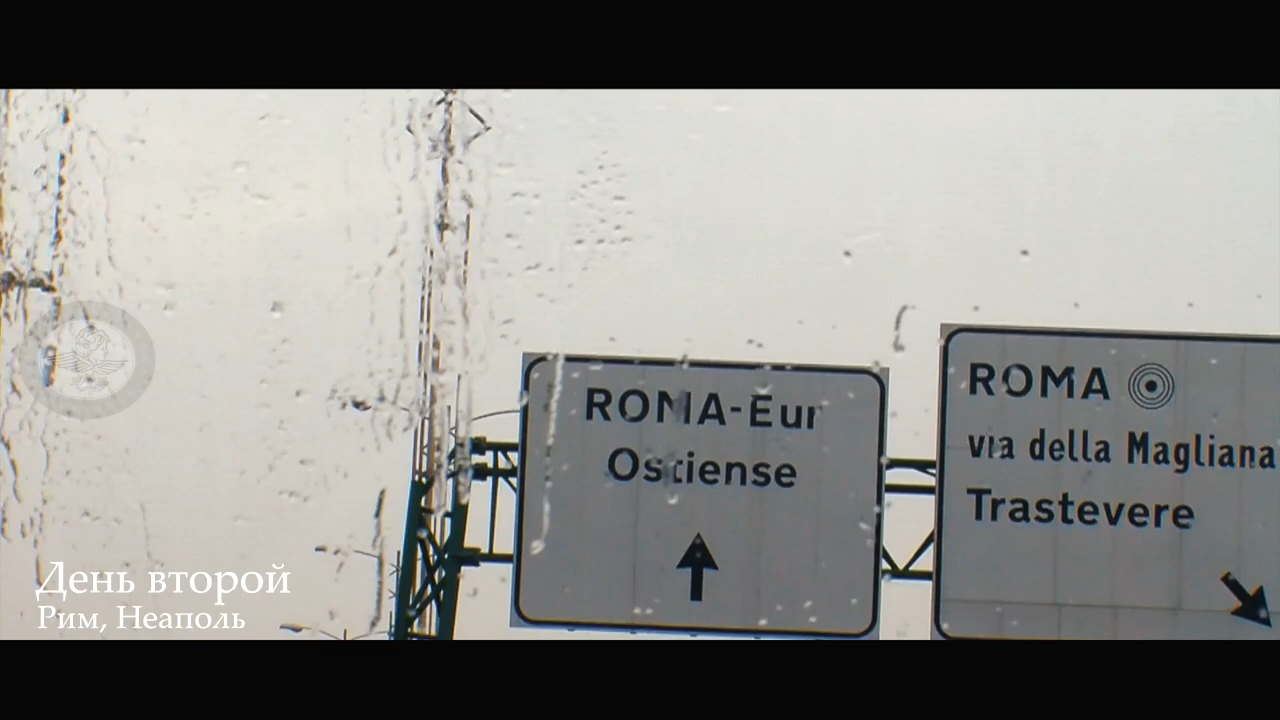 ROMA-Eur
Ostiense
ROMA
via della Magliana
Trastevere
День второй
Рим, Неаполь